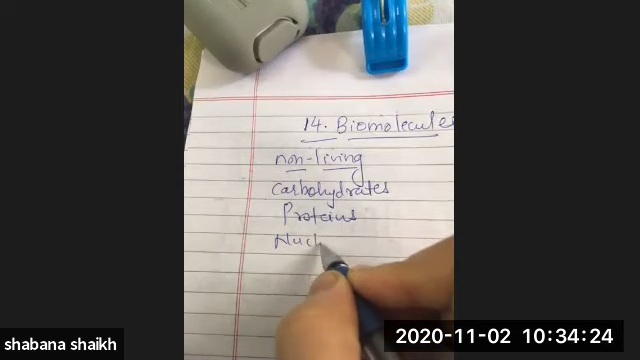 14. Biomolecules
non-living
Carbohydrates
Proteins
Nucl
shabana shaikh
2020-11-02 10:34:24